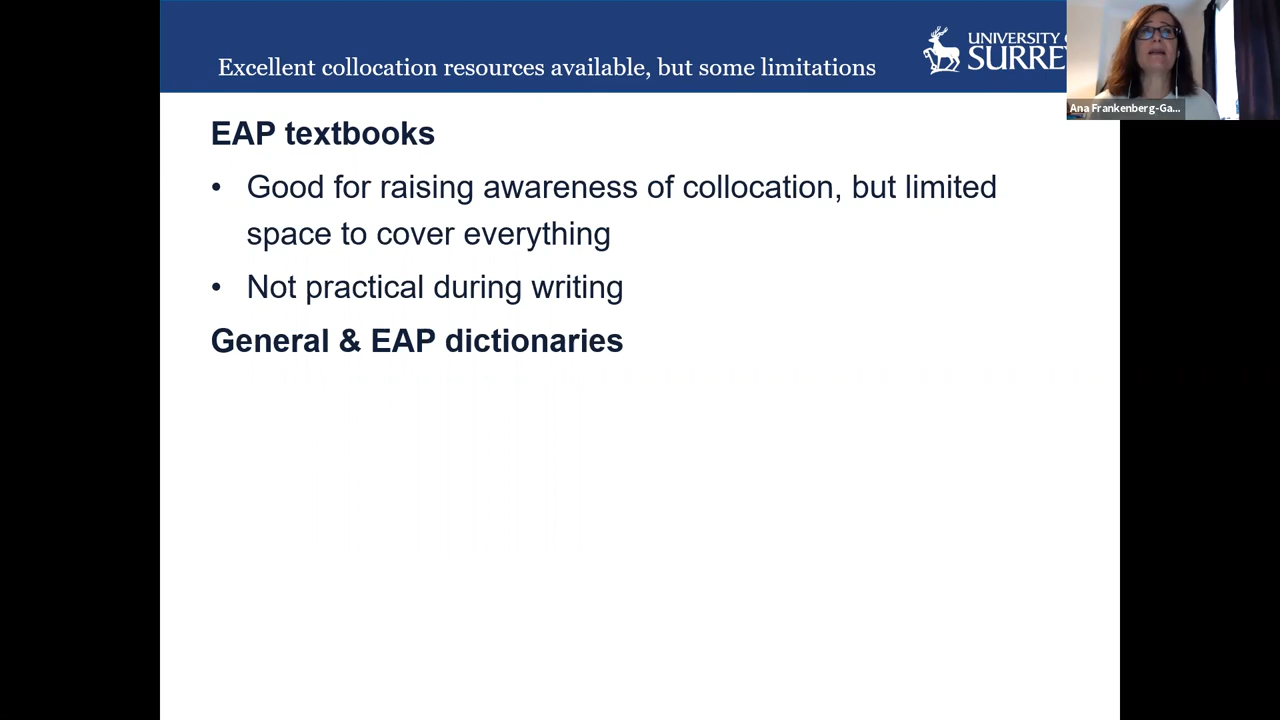 Excellent collocation resources available, but some limitations
UNIVERSITY
SURREY
Ana Frankenberg-Ga...
EAP textbooks
• Good for raising awareness of collocation, but limited
space to cover everything
• Not practical during writing
General & EAP dictionaries